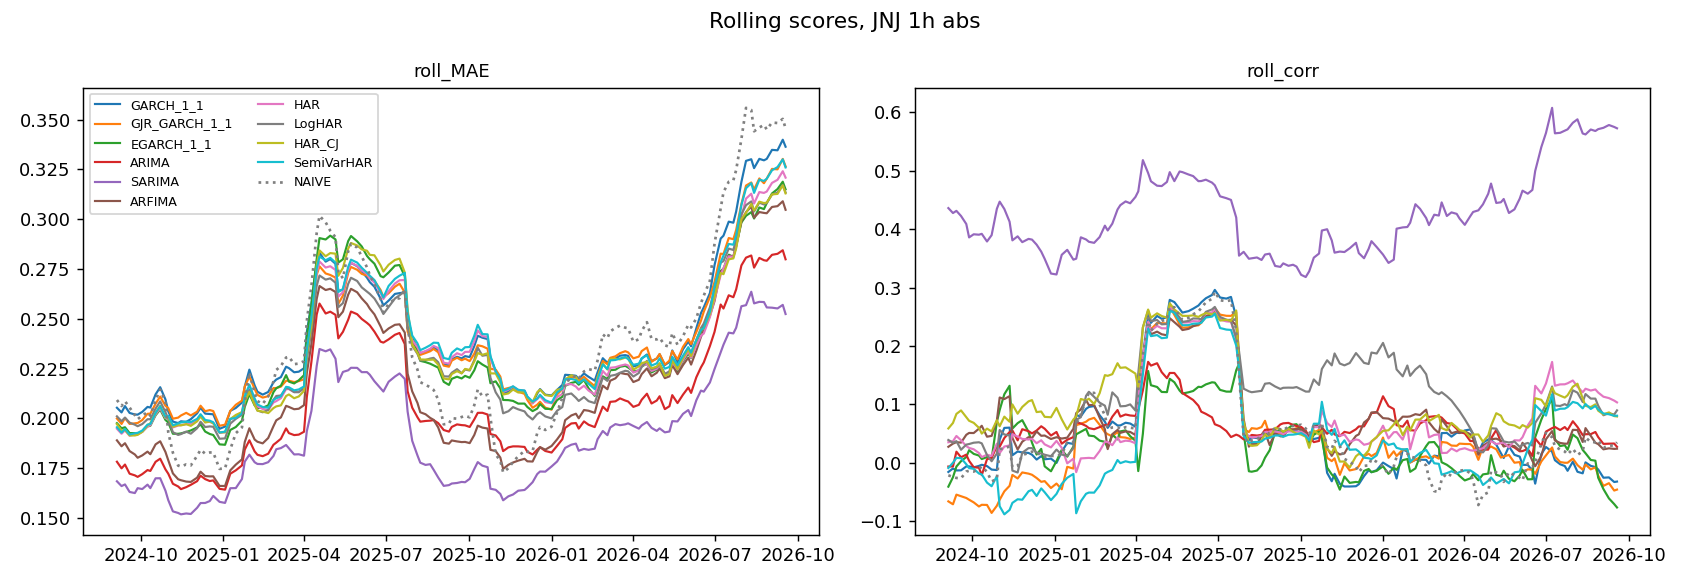 Rolling scores, JNJ 1h abs
roll_MAE
0.350
0.325
0.300
0.275
0.250
0.225
0.200
0.175
0.150
GARCH_1_1
GJR_GARCH_1_1
EGARCH_1_1
ARIMA
SARIMA
ARFIMA
HAR
LogHAR
HAR_CJ
SemiVarHAR
NAIVE
2024-10 2025-01 2025-04 2025-07 2025-10 2026-01 2026-04 2026-07 2026-10
roll_corr
0.6
0.5
0.4
0.3
0.2
0.1
0.0
−0.1
2024-10 2025-01 2025-04 2025-07 2025-10 2026-01 2026-04 2026-07 2026-10